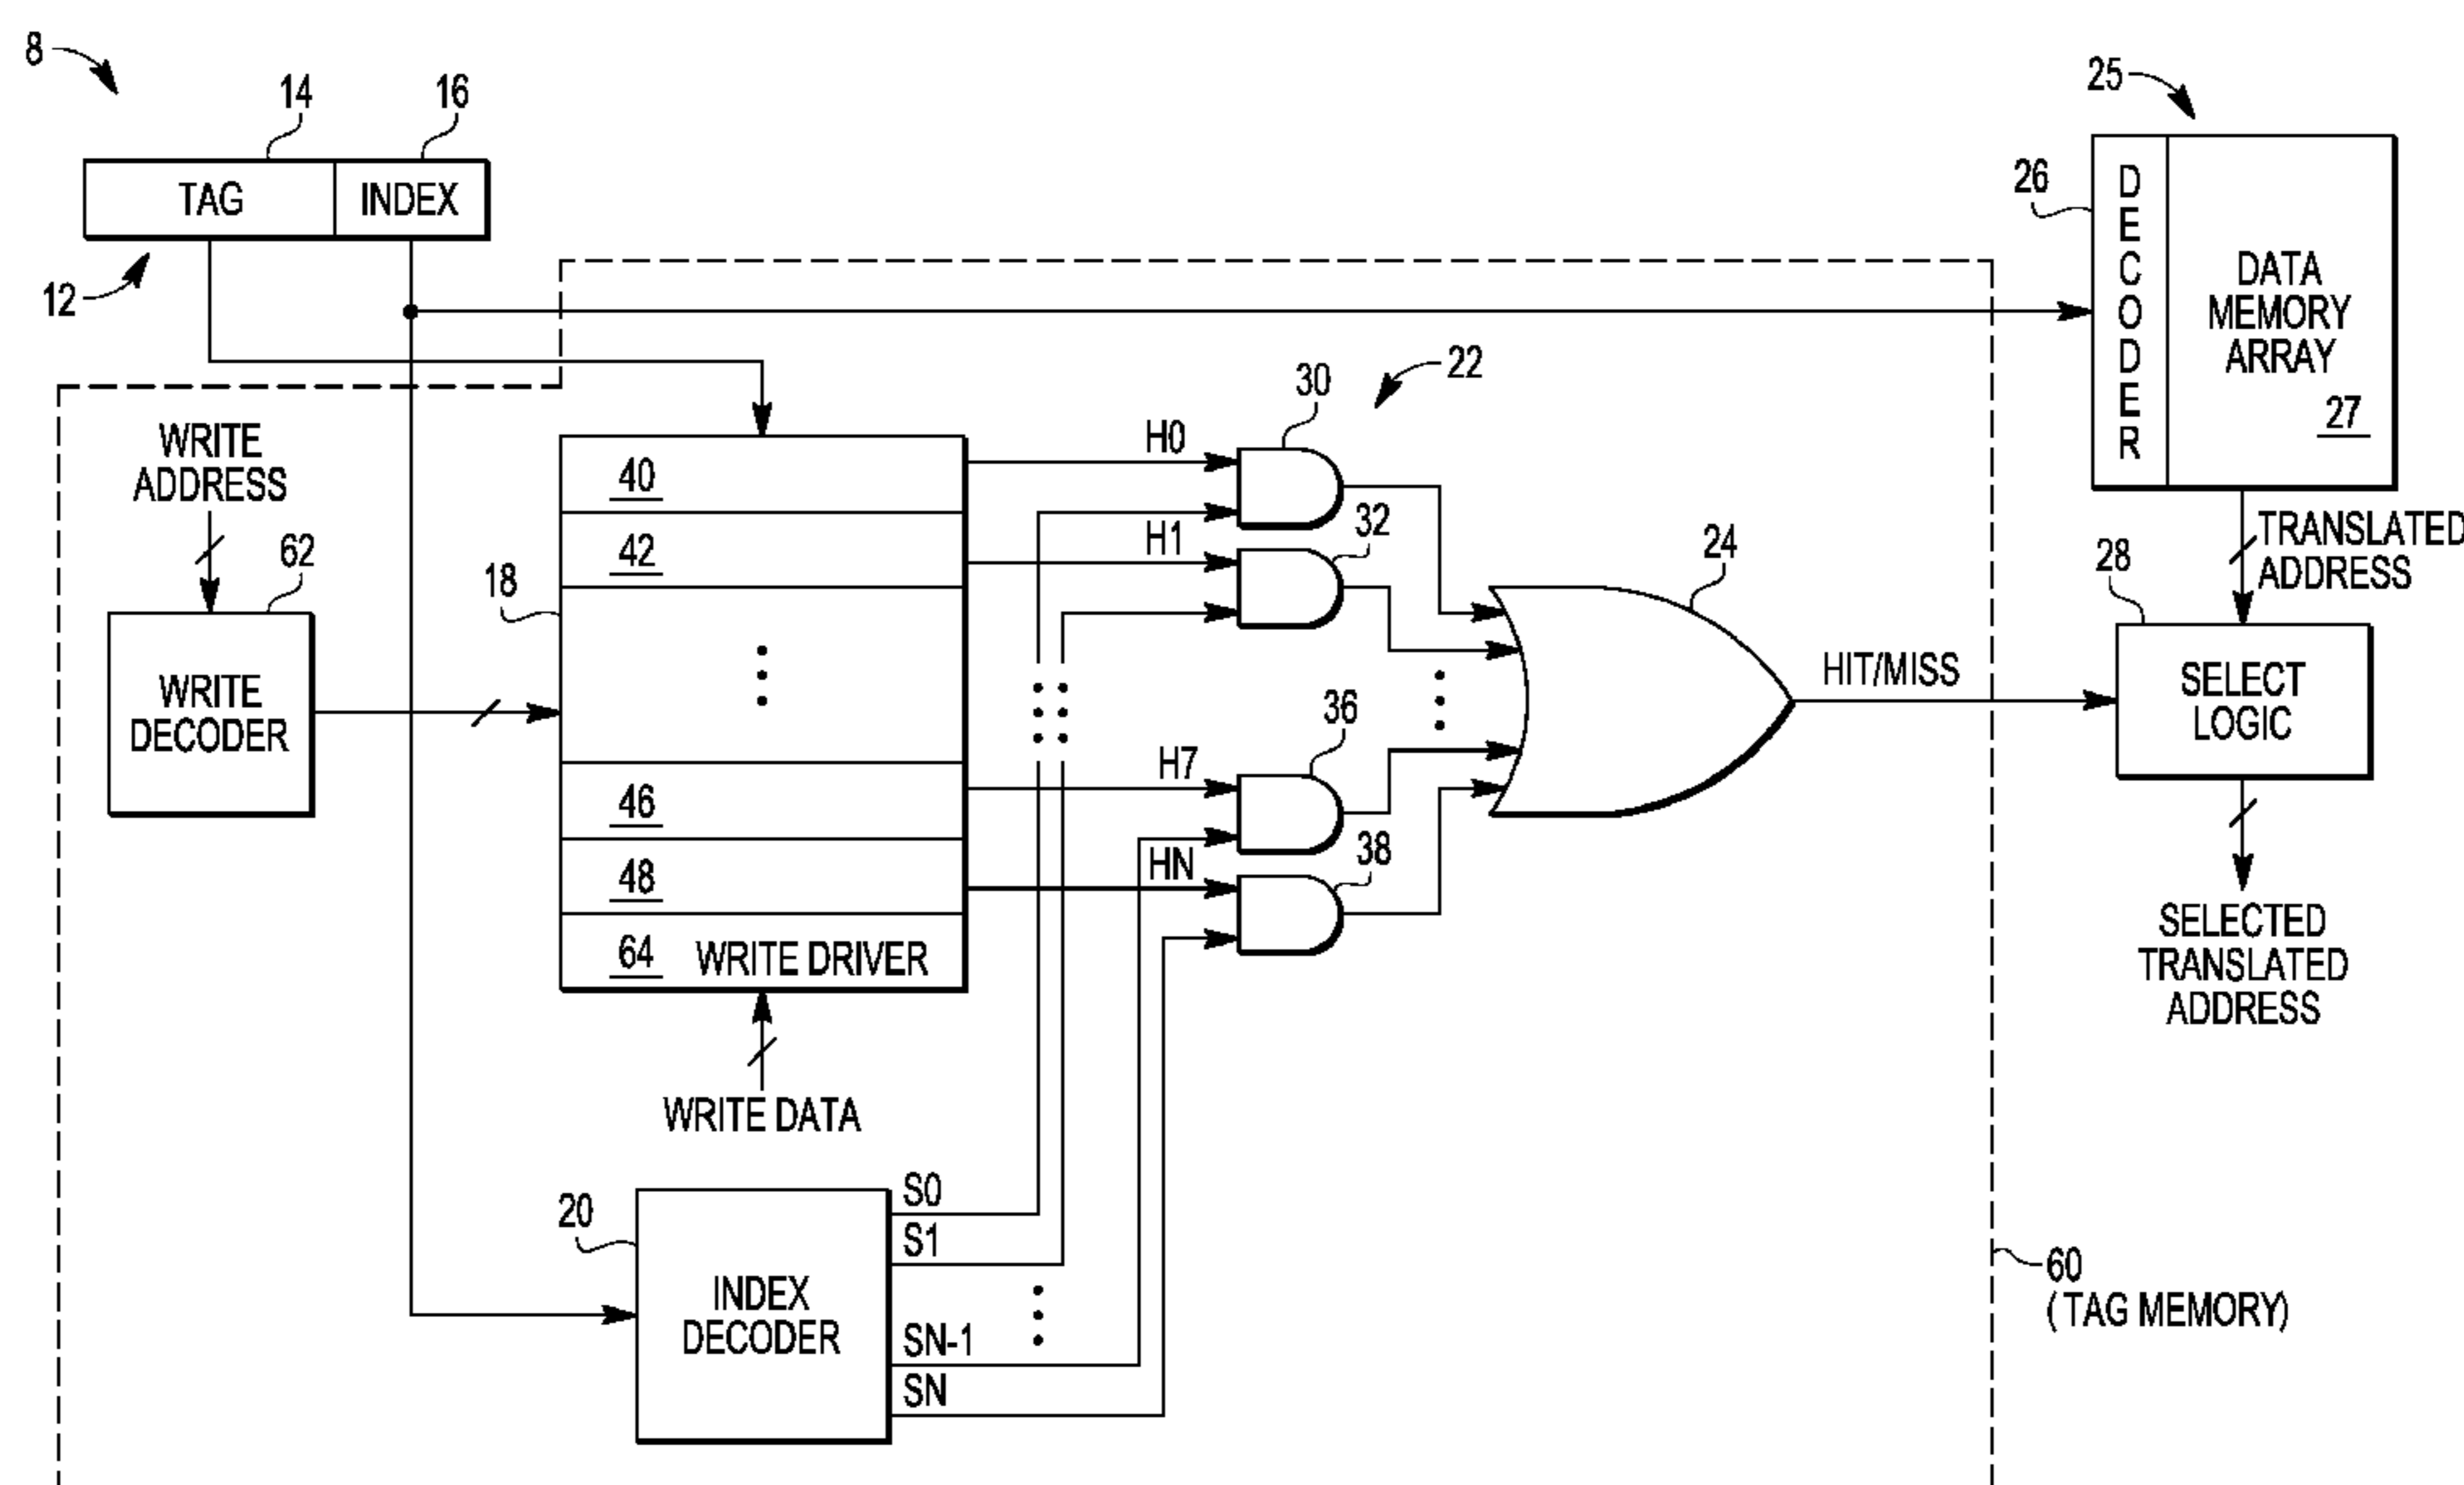 8
14
16
25
TAG
INDEX
26
DECODER
DATA
MEMORY
ARRAY
27
12
22
30
WRITE
ADDRESS
H0
40
62
18
42
H1
32
24
TRANSLATED
ADDRESS
28
HIT/MISS
SELECT
LOGIC
WRITE
DECODER
36
H7
46
38
HN
48
64 WRITE DRIVER
SELECTED
TRANSLATED
ADDRESS
WRITE DATA
20
S0
S1
INDEX
DECODER
SN-1
SN
60
(TAG MEMORY)